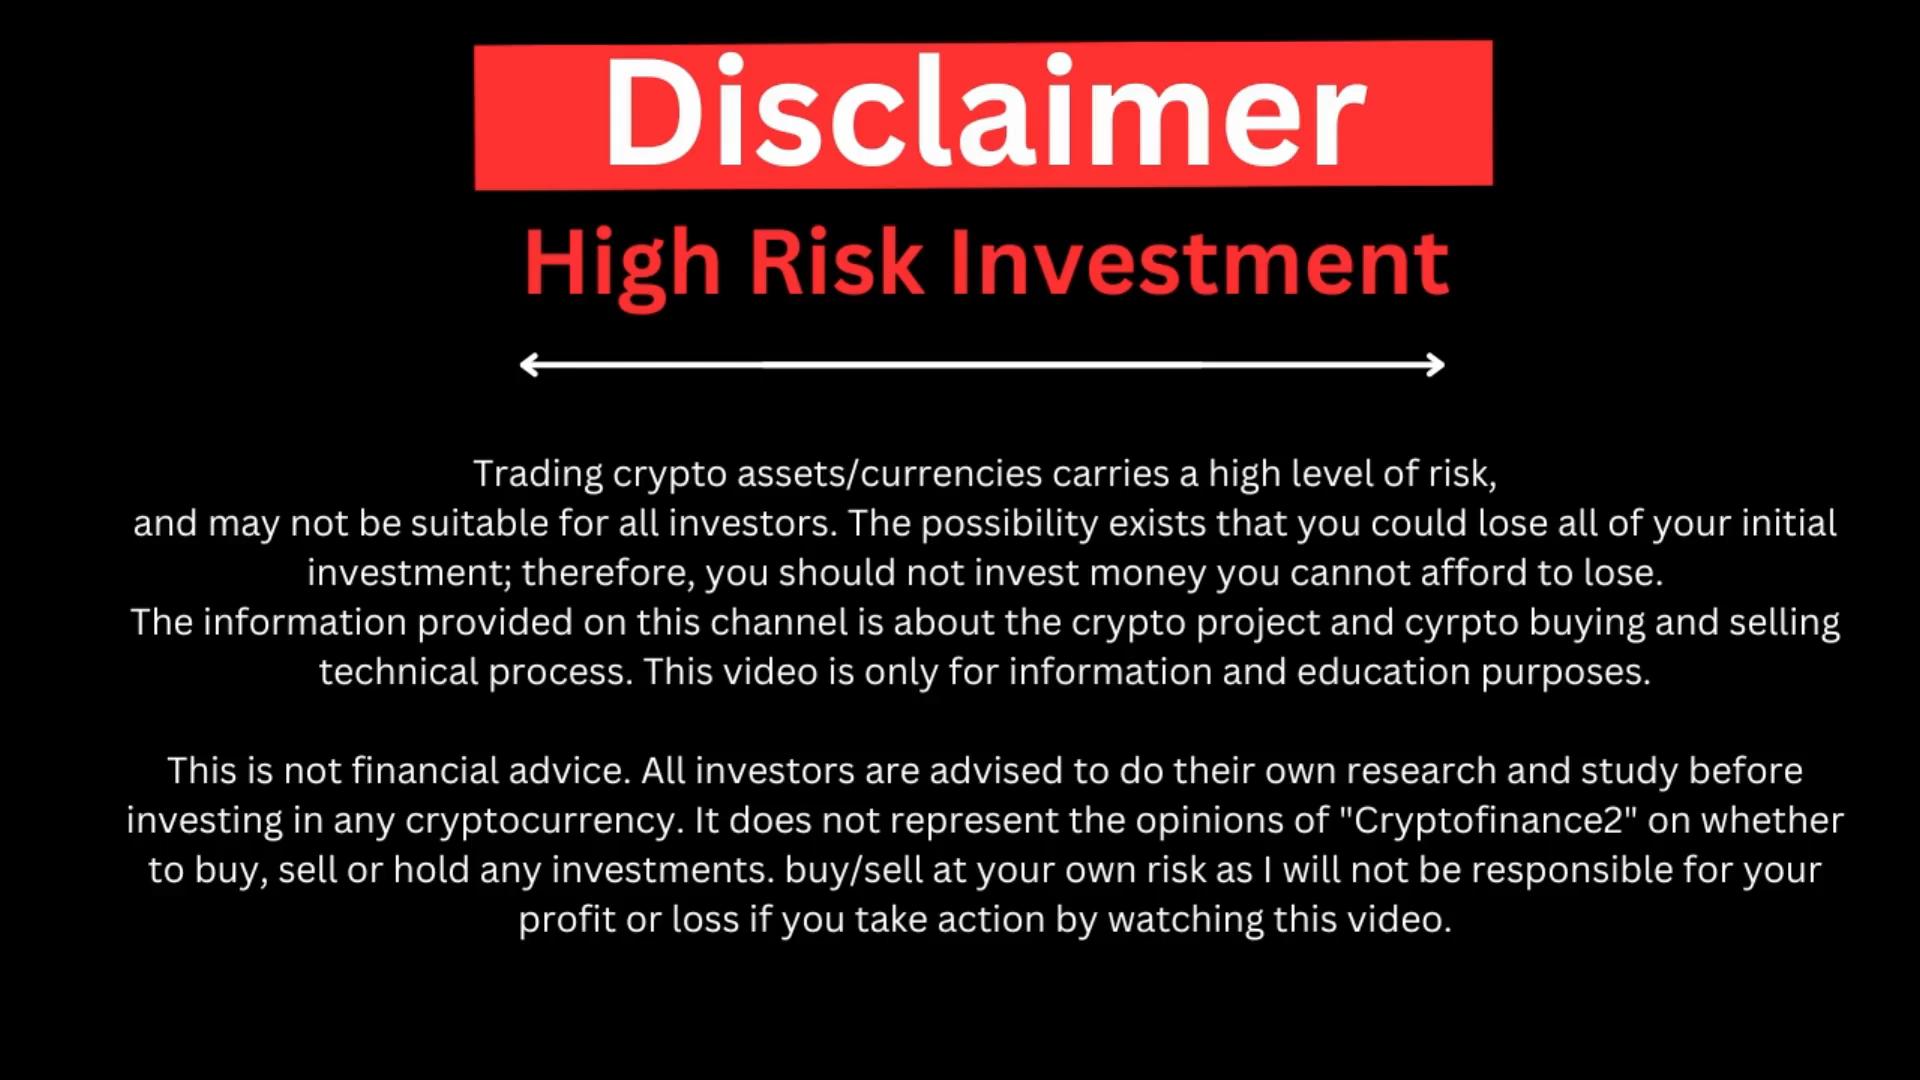 Disclaimer
High Risk Investment
Trading crypto assets/currencies carries a high level of risk,
and may not be suitable for all investors. The possibility exists that you could lose all of your initial
investment; therefore, you should not invest money you cannot afford to lose.
The information provided on this channel is about the crypto project and cyrpto buying and selling
technical process. This video is only for information and education purposes.
This is not financial advice. All investors are advised to do their own research and study before
investing in any cryptocurrency. It does not represent the opinions of "Cryptofinance2" on whether
to buy, sell or hold any investments. buy/sell at your own risk as I will not be responsible for your
profit or loss if you take action by watching this video.